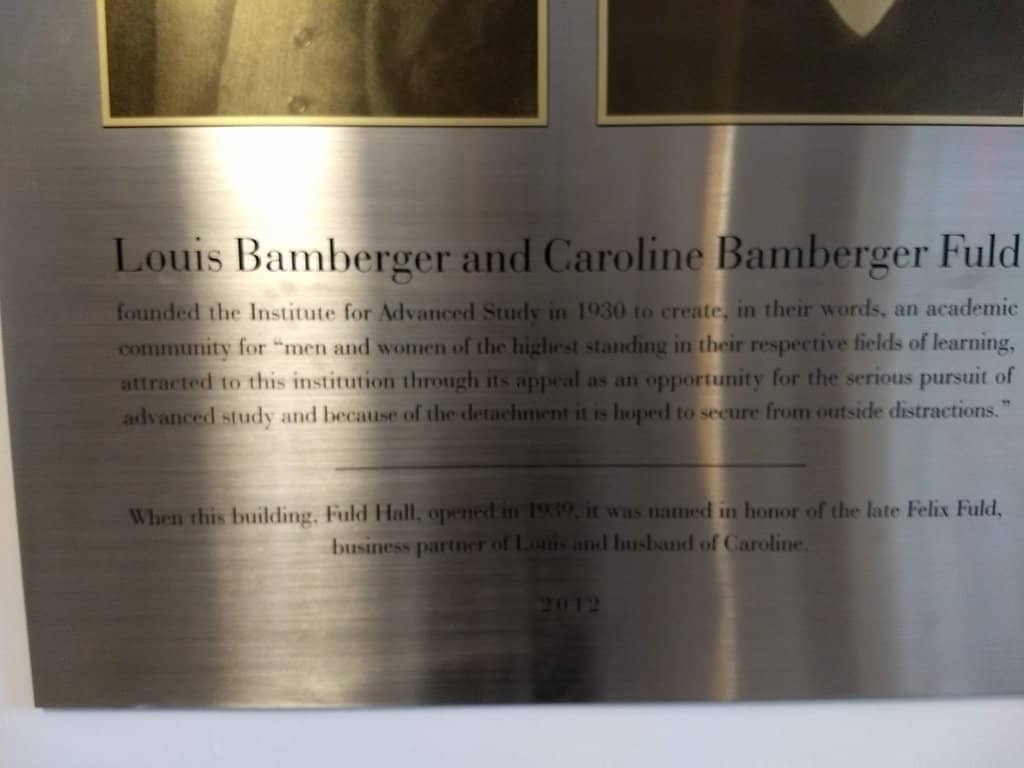 Louis Bamberger and Caroline Bamberger Fuld
founded the Institute for Advanced Study in 1930 to create, in their words, an academic
community for “men and women of the highest standing in their respective fields of learning,
attracted to this institution through its appeal as an opportunity for the serious pursuit of
advanced study and because of the detachment it is hoped to secure from outside distractions.”
When this building, Fuld Hall, opened in 1939, it was named in honor of the late Felix Fuld,
business partner of Louis and husband of Caroline.
2012